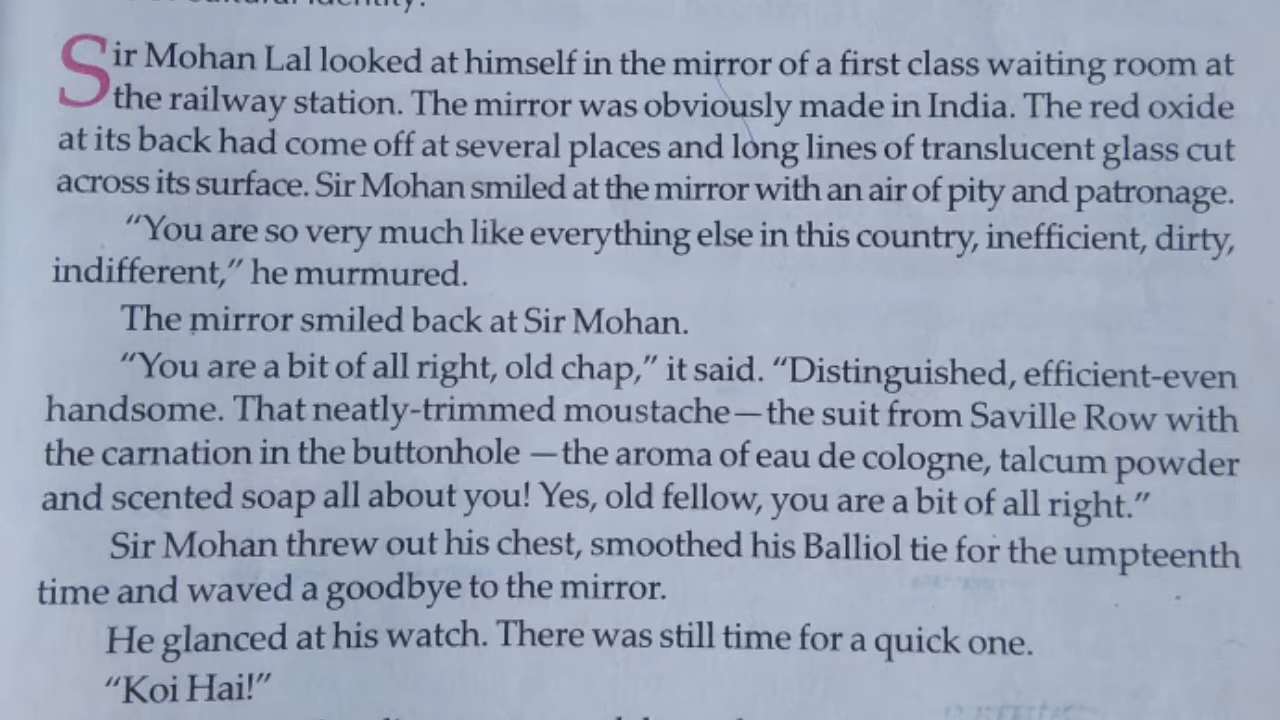 cultural identity.
Sir Mohan Lal looked at himself in the mirror of a first class waiting room at
the railway station. The mirror was obviously made in India. The red oxide
at its back had come off at several places and long lines of translucent glass cut
across its surface. Sir Mohan smiled at the mirror with an air of pity and patronage.
“You are so very much like everything else in this country, inefficient, dirty,
indifferent,” he murmured.
The mirror smiled back at Sir Mohan.
“You are a bit of all right, old chap,” it said. “Distinguished, efficient-even
handsome. That neatly-trimmed moustache—the suit from Saville Row with
the carnation in the buttonhole —the aroma of eau de cologne, talcum powder
and scented soap all about you! Yes, old fellow, you are a bit of all right.”
Sir Mohan threw out his chest, smoothed his Balliol tie for the umpteenth
time and waved a goodbye to the mirror.
He glanced at his watch. There was still time for a quick one.
“Koi Hai!”